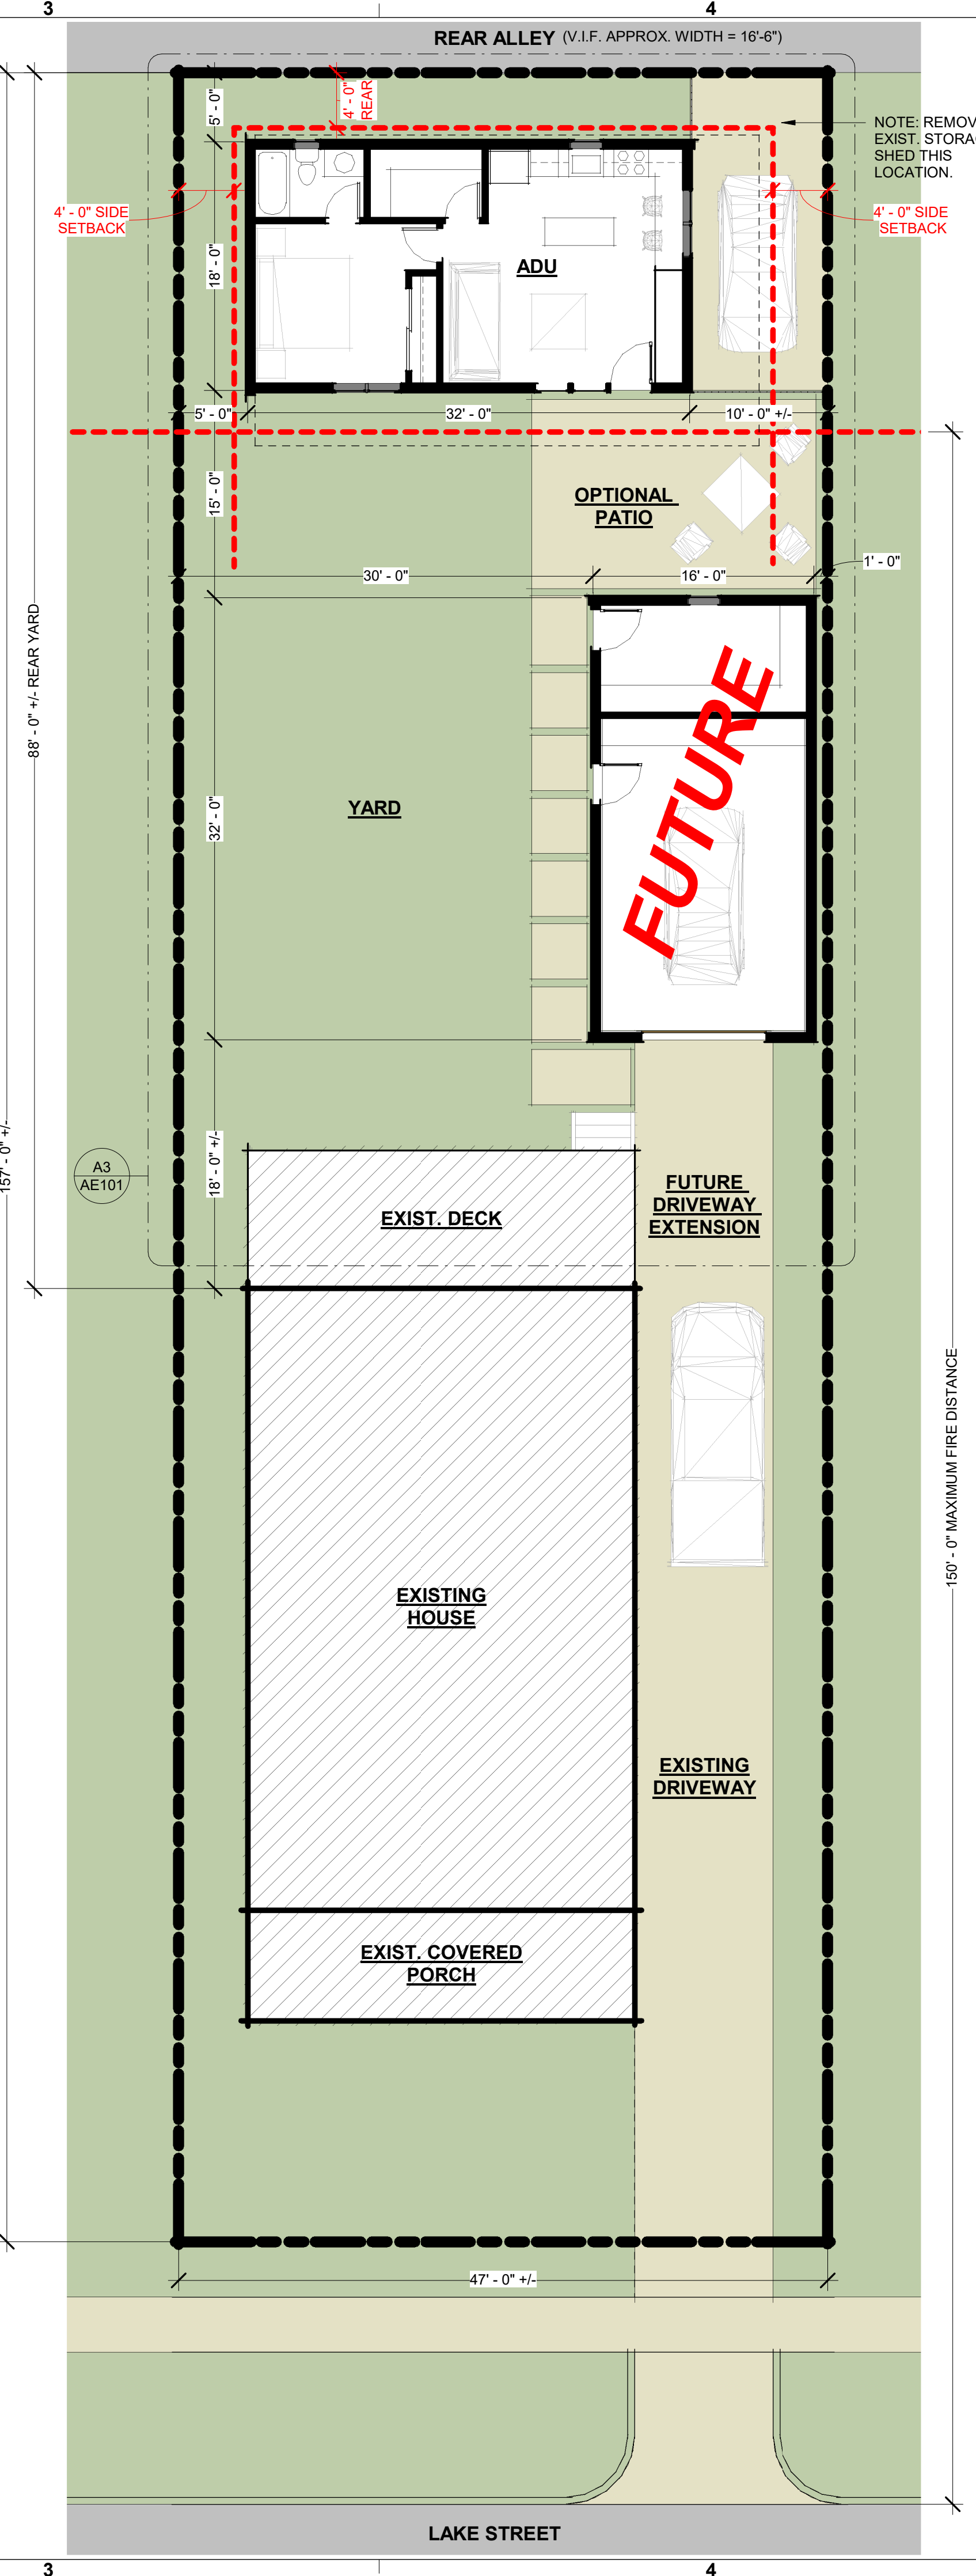 3
4
REAR ALLEY (V.I.F. APPROX. WIDTH = 16'-6")
5' - 0"
4' - 0"
REAR
NOTE: REMOV
EXIST. STORA
SHED THIS
LOCATION.
4' - 0" SIDE
SETBACK
4' - 0" SIDE
SETBACK
18' - 0"
ADU
5' - 0"
32' - 0"
10' - 0" +/-
15' - 0"
OPTIONAL
PATIO
30' - 0"
16' - 0"
1' - 0"
88' - 0" +/- REAR YARD
FUTURE
YARD
32' - 0"
157' - 0" +/-
A3
AE101
18' - 0" +/-
EXIST. DECK
FUTURE
DRIVEWAY
EXTENSION
150' - 0" MAXIMUM FIRE DISTANCE
EXISTING
HOUSE
EXISTING
DRIVEWAY
EXIST. COVERED
PORCH
47' - 0" +/-
LAKE STREET
3
4